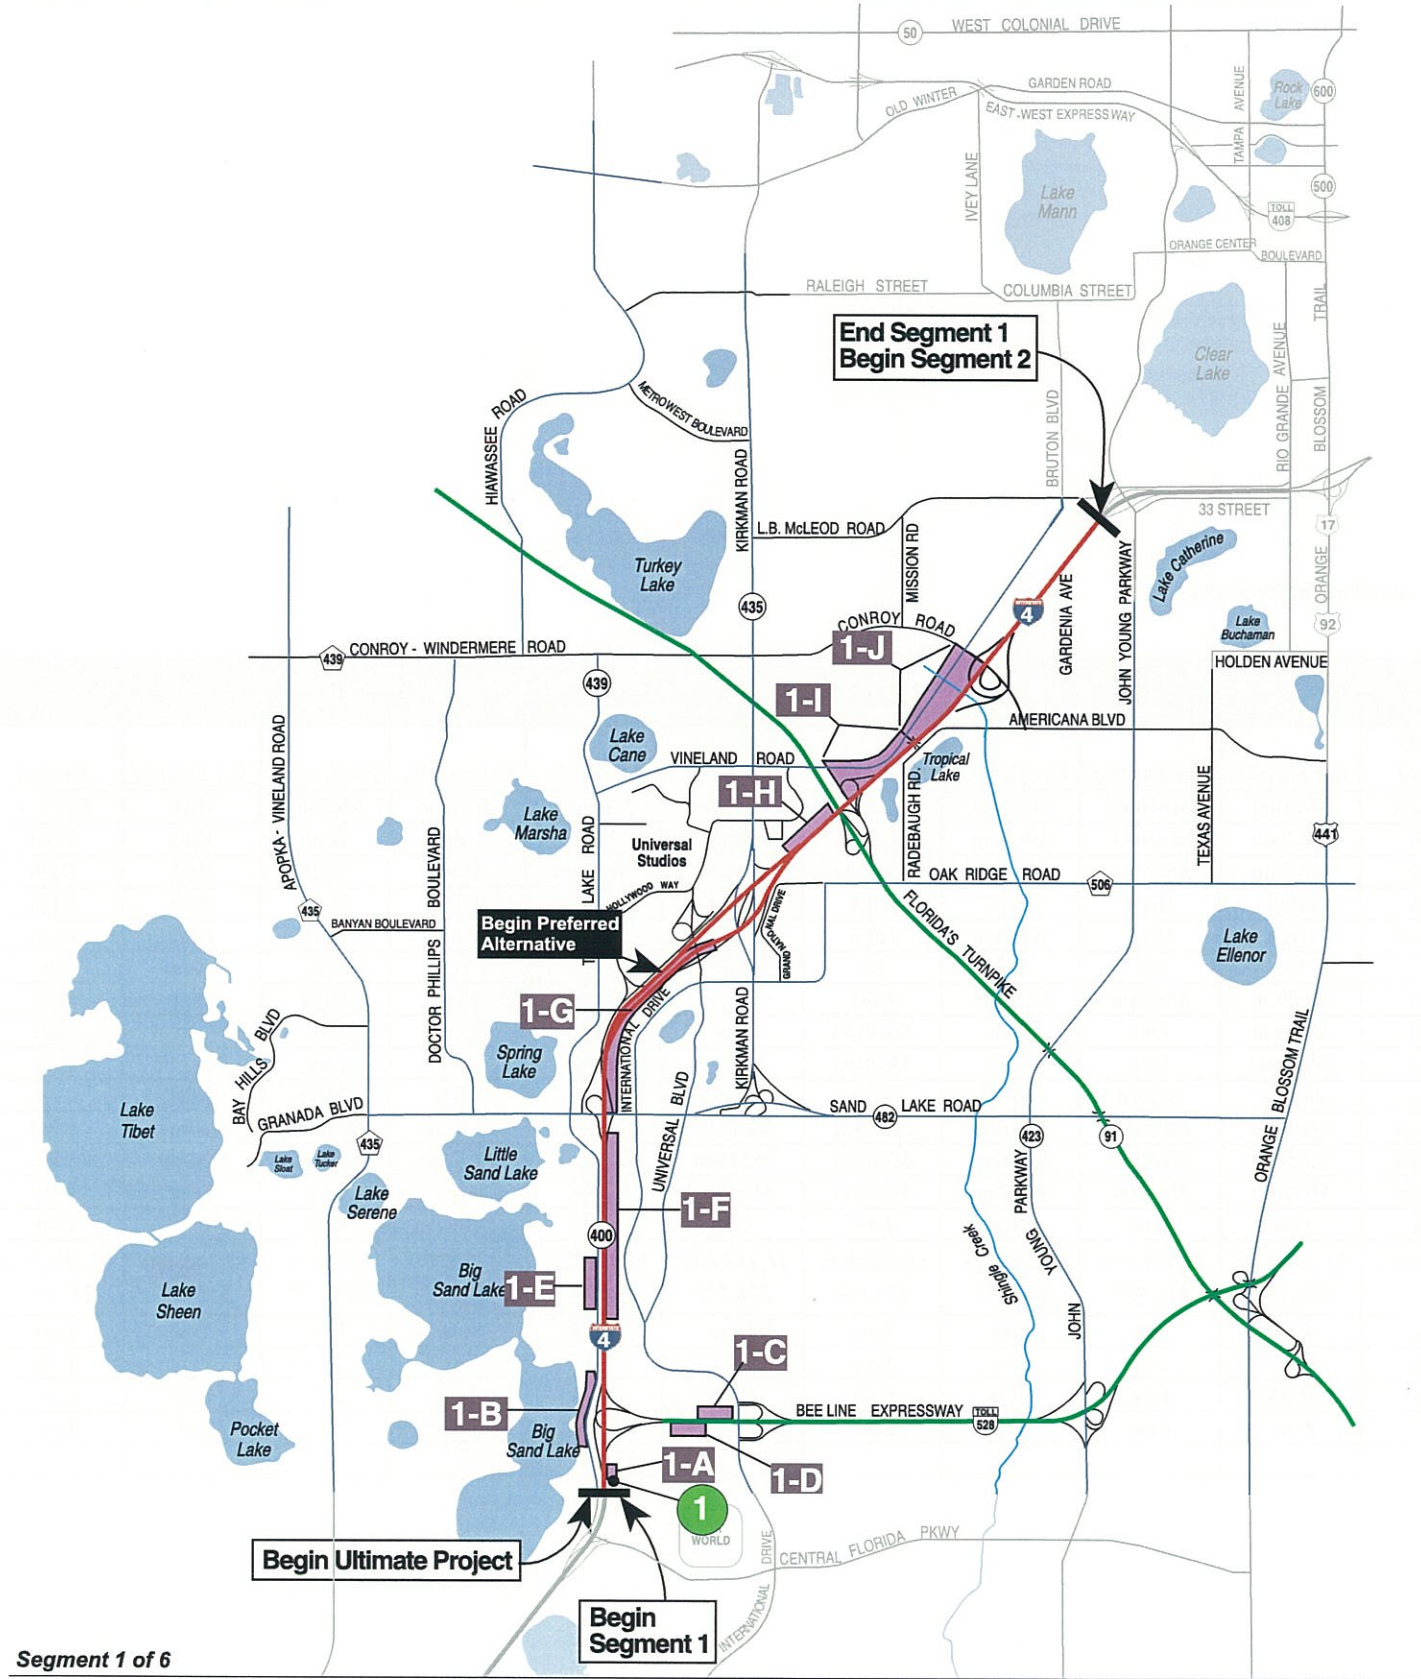 50
WEST COLONIAL DRIVE
GARDEN ROAD
OLD WINTER
EAST-WEST EXPRESSWAY
TAMPA AVENUE
Rock
Lake
600
IVEY LANE
Lake
Mann
500
TOLL
408
ORANGE CENTER
BOULEVARD
RALEIGH STREET
COLUMBIA STREET
End Segment 1
Begin Segment 2
Clear
Lake
RIO GRANDE AVENUE
ORANGE BLOSSOM TRAIL
HIAWASSEE ROAD
METROWEST BOULEVARD
KIRKMAN ROAD
BRUTON BLVD
L.B. McLEOD ROAD
MISSION RD
33 STREET
17
Turkey
Lake
435
Lake Catherine
INTERSTATE
4
GARDENIA AVE
JOHN YOUNG PARKWAY
Lake
Buchaman
92
CONROY ROAD
1-J
439
CONROY - WINDERMERE ROAD
HOLDEN AVENUE
439
1-I
AMERICANA BLVD
APOPKA - VINELAND ROAD
Lake
Cane
VINELAND ROAD
Tropical
Lake
1-H
RADEBAUGH RD.
TEXAS AVENUE
Lake
Marsha
DOCTOR PHILLIPS BOULEVARD
LAKE ROAD
Universal
Studios
441
HOLLYWOOD WAY
OAK RIDGE ROAD
506
435
BANYAN BOULEVARD
Begin Preferred
Alternative
GRAND NATIONAL DRIVE
FLORIDA'S TURNPIKE
Lake
Ellenor
1-G
INTERNATIONAL DRIVE
KIRKMAN ROAD
BAY HILLS BLVD
Spring
Lake
UNIVERSAL BLVD
ORANGE BLOSSOM TRAIL
Lake
Tibet
GRANADA BLVD
SAND LAKE ROAD
482
423
91
435
Lake
Sloat
Lake
Tucker
Little
Sand Lake
Lake
Serene
1-F
400
JOHN YOUNG PARKWAY
Shingle Creek
Lake
Sheen
Big
Sand Lake
1-E
INTERSTATE
4
1-C
1-B
BEE LINE EXPRESSWAY
TOLL
528
Pocket
Lake
Big
Sand Lake
1-A
1-D
1
WORLD
Begin Ultimate Project
INTERNATIONAL DRIVE
CENTRAL FLORIDA PKWY
Begin
Segment 1
Segment 1 of 6